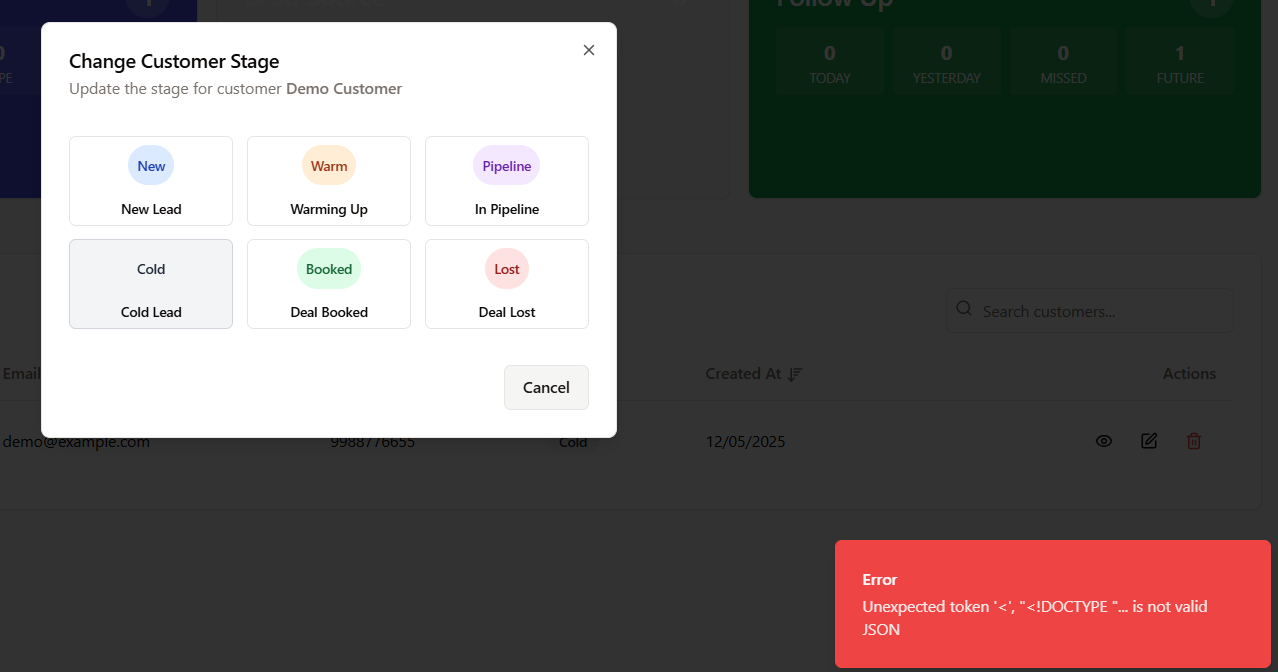 Follow Up
0
TODAY
0
YESTERDAY
0
MISSED
1
FUTURE
Change Customer Stage
Update the stage for customer Demo Customer
New
New Lead
Warm
Warming Up
Pipeline
In Pipeline
Cold
Cold Lead
Booked
Deal Booked
Lost
Deal Lost
Cancel
Search customers...
Email
Created At
Actions
demo@example.com
9988776655
Cold
12/05/2025
Error
Unexpected token '<', "<!DOCTYPE "... is not valid
JSON